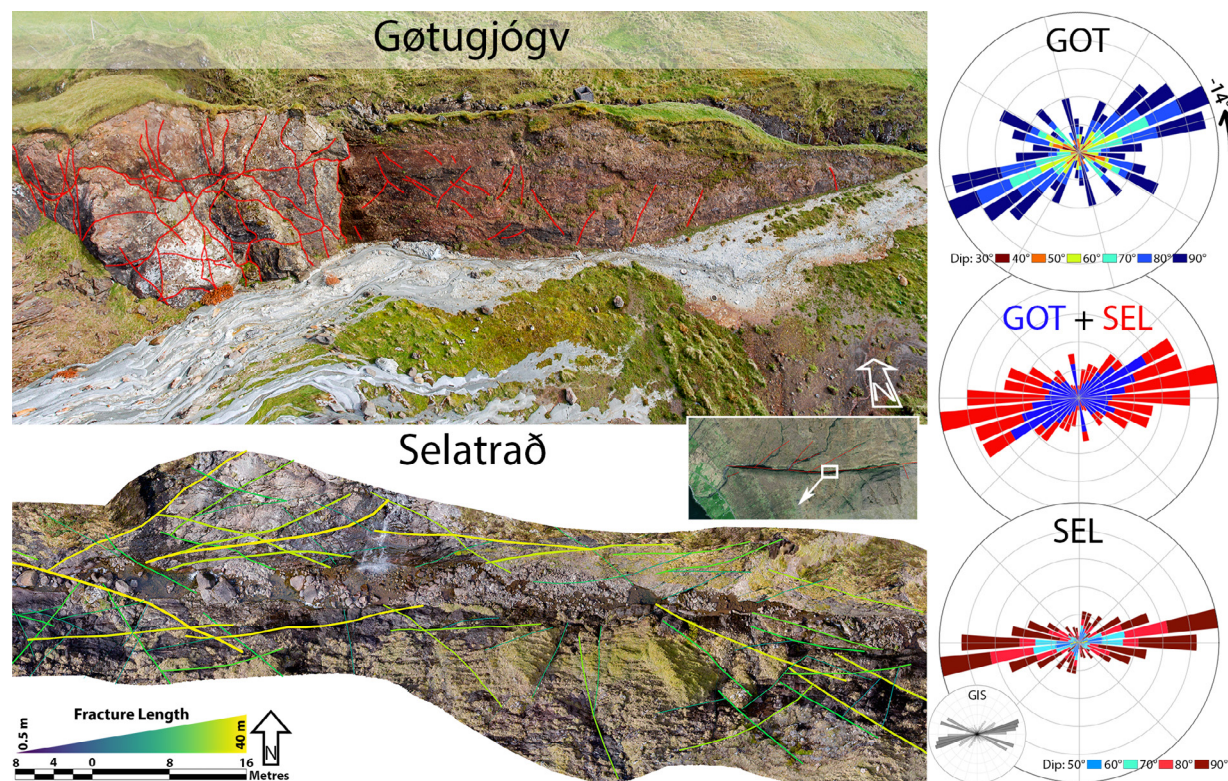 Gøtugjógv
N
Selatrað
Fracture Length
0.5 m
40 m
N
8 4 0 8 16
Metres
GOT
-14°
Dip: 30° 40° 50° 60° 70° 80° 90°
GOT + SEL
SEL
GIS
Dip: 50° 60° 70° 80° 90°